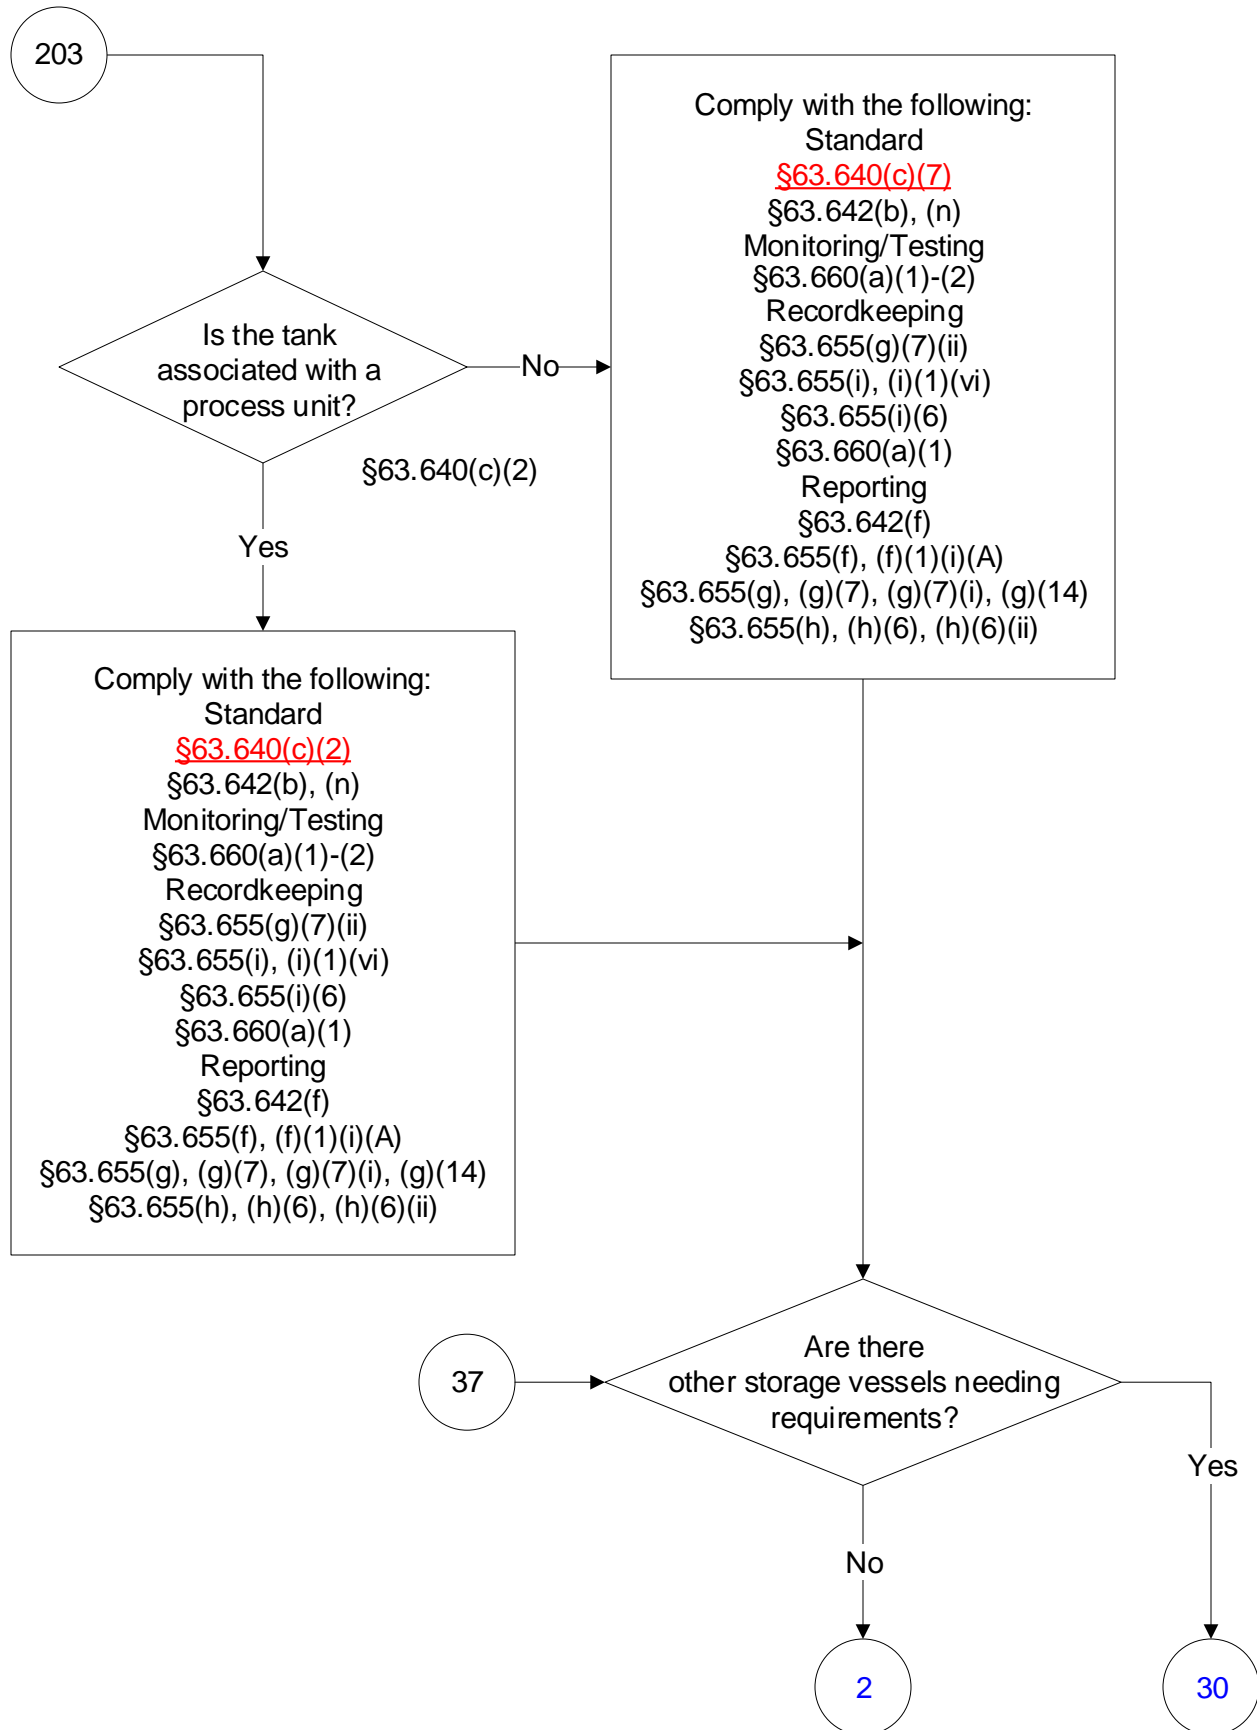 203
Is the tank
associated with a
process unit?
No
§63.640(c)(2)
Yes
Comply with the following:
Standard
§63.640(c)(7)
§63.642(b), (n)
Monitoring/Testing
§63.660(a)(1)-(2)
Recordkeeping
§63.655(g)(7)(ii)
§63.655(i), (i)(1)(vi)
§63.655(i)(6)
§63.660(a)(1)
Reporting
§63.642(f)
§63.655(f), (f)(1)(i)(A)
§63.655(g), (g)(7), (g)(7)(i), (g)(14)
§63.655(h), (h)(6), (h)(6)(ii)
Comply with the following:
Standard
§63.640(c)(2)
§63.642(b), (n)
Monitoring/Testing
§63.660(a)(1)-(2)
Recordkeeping
§63.655(g)(7)(ii)
§63.655(i), (i)(1)(vi)
§63.655(i)(6)
§63.660(a)(1)
Reporting
§63.642(f)
§63.655(f), (f)(1)(i)(A)
§63.655(g), (g)(7), (g)(7)(i), (g)(14)
§63.655(h), (h)(6), (h)(6)(ii)
37
Are there
other storage vessels needing
requirements?
Yes
No
2
30